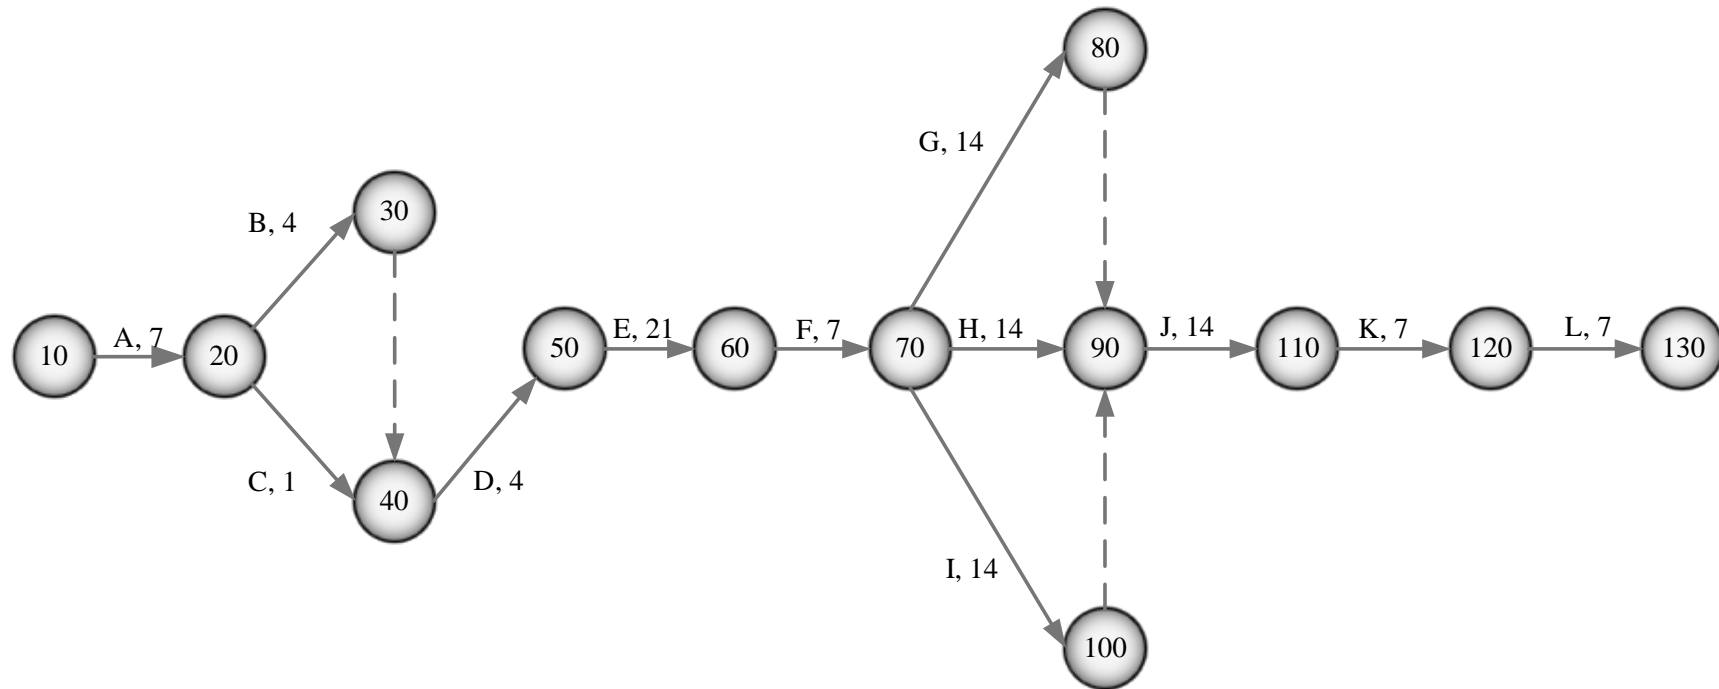 80
G, 14
B, 4
30
10
A, 7
20
50
E, 21
60
F, 7
70
H, 14
90
J, 14
110
K, 7
120
L, 7
130
C, 1
40
D, 4
I, 14
100